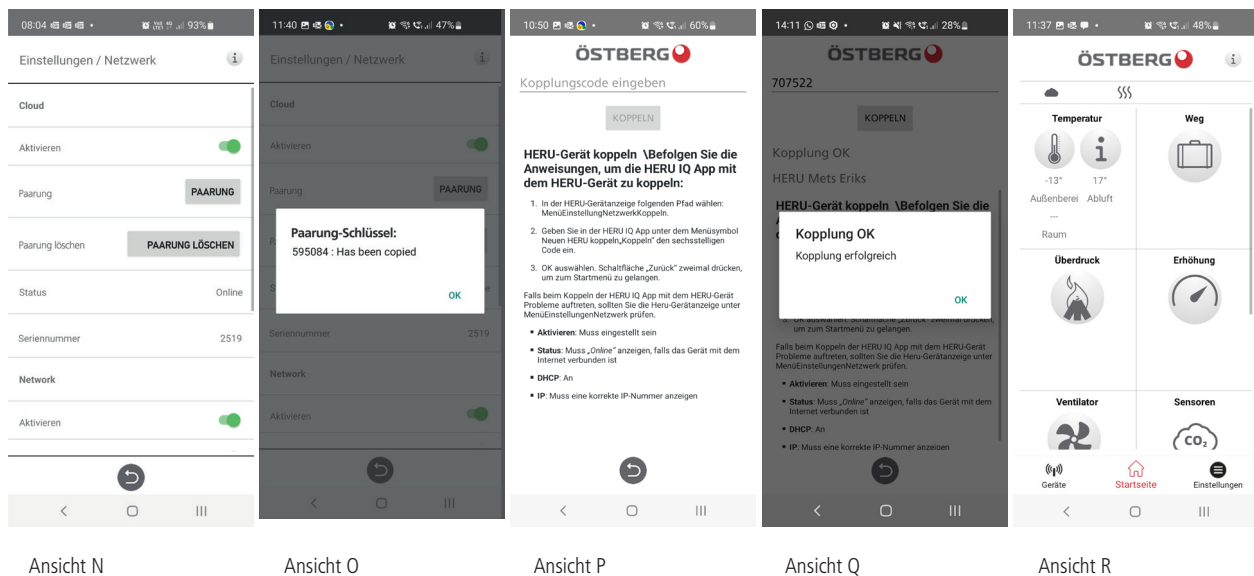 08:04 93%
Einstellungen / Netzwerk i
Cloud
Aktivieren
Paarung PAARUNG
Paarung löschen PAARUNG LÖSCHEN
Status Online
Seriennummer 2519
Network
Aktivieren
Ansicht N
11:40 47%
Einstellungen / Netzwerk i
Cloud
Aktivieren
Paarung PAARUNG
Paarung-Schlüssel:
595084 : Has been copied
OK
Seriennummer 2519
Network
Aktivieren
Ansicht O
10:50 60%
ÖSTBERG
Kopplungscode eingeben
KOPPELN
HERU-Gerät koppeln \Befolgen Sie die
Anweisungen, um die HERU IQ App mit
dem HERU-Gerät zu koppeln:
1. In der HERU-Gerätanzeige folgenden Pfad wählen:
MenüEinstellungNetzwerkKoppeln.
2. Geben Sie in der HERU IQ App unter dem Menüsymbol
Neuen HERU koppeln„Koppeln" den sechsstelligen
Code ein.
3. OK auswählen. Schaltfläche „Zurück" zweimal drücken,
um zum Startmenü zu gelangen.
Falls beim Koppeln der HERU IQ App mit dem HERU-Gerät
Probleme auftreten, sollten Sie die Heru-Gerätanzeige unter
MenüEinstellungenNetzwerk prüfen.
▪ Aktivieren: Muss eingestellt sein
▪ Status: Muss „Online" anzeigen, falls das Gerät mit dem
Internet verbunden ist
▪ DHCP: An
▪ IP: Muss eine korrekte IP-Nummer anzeigen
Ansicht P
14:11 28%
ÖSTBERG
707522
KOPPELN
Kopplung OK
HERU Mets Eriks
HERU-Gerät koppeln \Befolgen Sie die
Kopplung OK
Kopplung erfolgreich
OK
3. OK auswählen. Schaltfläche „Zurück" zweimal drücken,
um zum Startmenü zu gelangen.
Falls beim Koppeln der HERU IQ App mit dem HERU-Gerät
Probleme auftreten, sollten Sie die Heru-Gerätanzeige unter
MenüEinstellungenNetzwerk prüfen.
▪ Aktivieren: Muss eingestellt sein
▪ Status: Muss „Online" anzeigen, falls das Gerät mit dem
Internet verbunden ist
▪ DHCP: An
▪ IP: Muss eine korrekte IP-Nummer anzeigen
Ansicht Q
11:37 48%
ÖSTBERG i
Temperatur Weg
i
-13° 17°
Außenberei Abluft
---
Raum
Überdruck Erhöhung
Ventilator Sensoren
CO₂
Geräte Startseite Einstellungen
Ansicht R